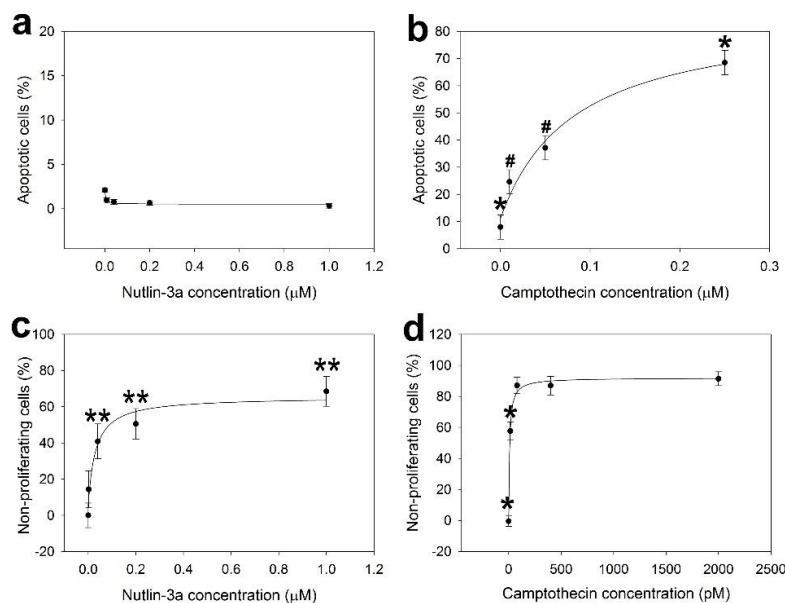 a
20
15
10
5
0
Apoptotic cells (%)
0.0 0.2 0.4 0.6 0.8 1.0 1.2
Nutlin-3a concentration (μM)
b
80
70
60
50
40
30
20
10
0
Apoptotic cells (%)
*
#
#
*
0.0 0.1 0.2 0.3
Camptothecin concentration (μM)
c
100
80
60
40
20
0
-20
Non-proliferating cells (%)
**
**
**
0.0 0.2 0.4 0.6 0.8 1.0 1.2
Nutlin-3a concentration (μM)
d
120
100
80
60
40
20
0
-20
Non-proliferating cells (%)
*
*
0 500 1000 1500 2000 2500
Camptothecin concentration (pM)